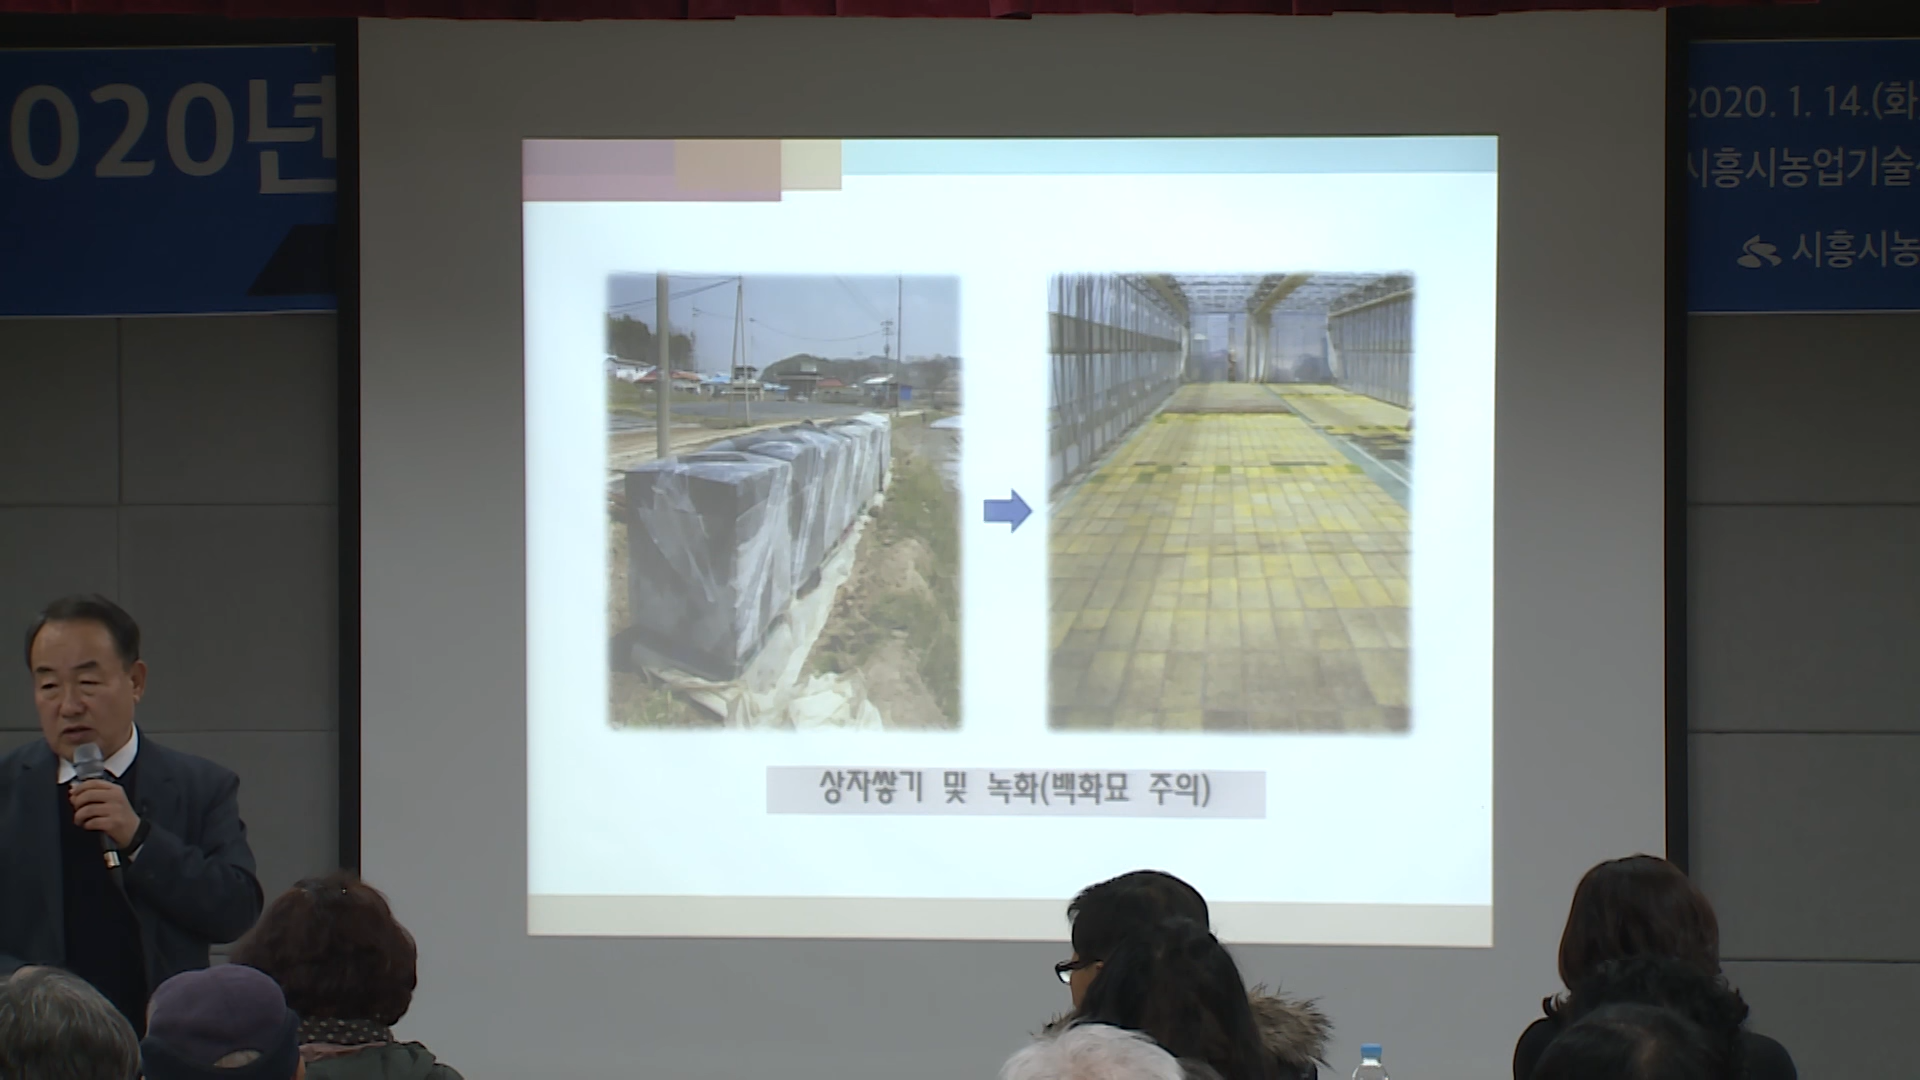 2020년
2020. 1. 14.(화
시흥시농업기술
시흥시농
상자쌓기 및 녹화(백화묘 주의)